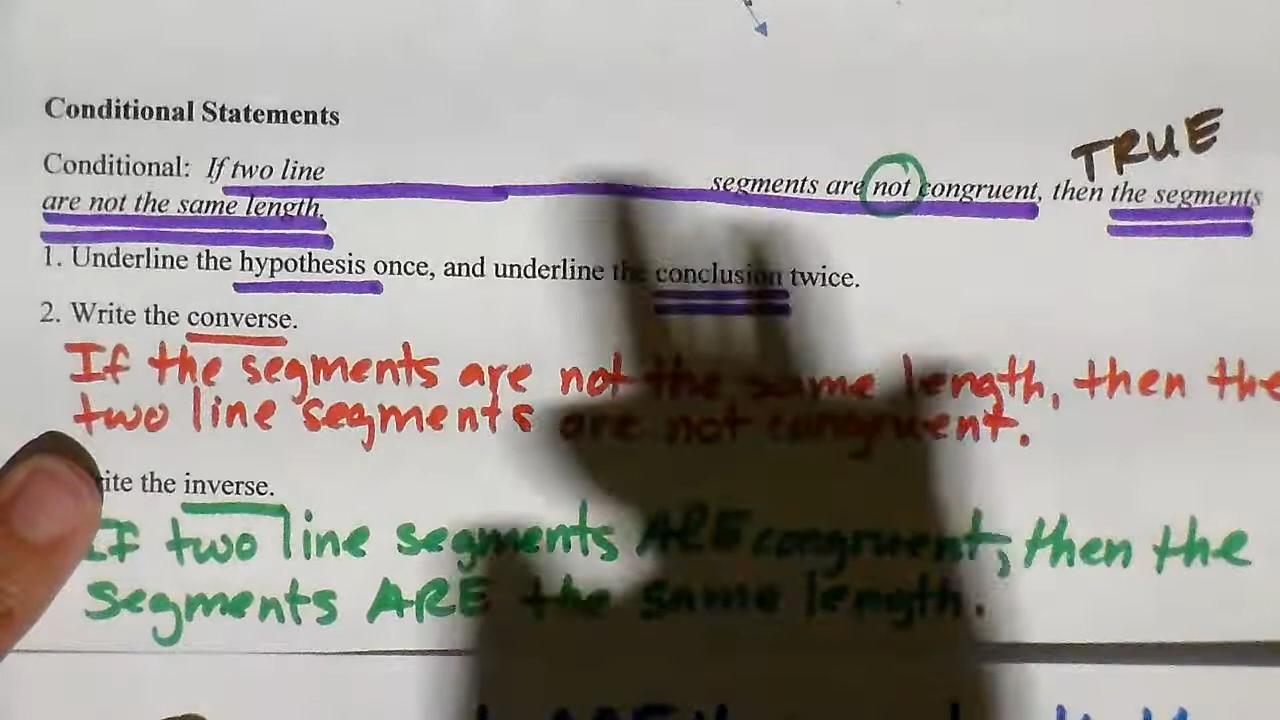 Conditional Statements
TRUE
Conditional: If two line segments are not congruent, then the segments
are not the same length.
1. Underline the hypothesis once, and underline the conclusion twice.
2. Write the converse.
If the segments are not the same length, then the
two line segments are not congruent.
ite the inverse.
If two line segments ARE congruent, then the
segments ARE the same length.